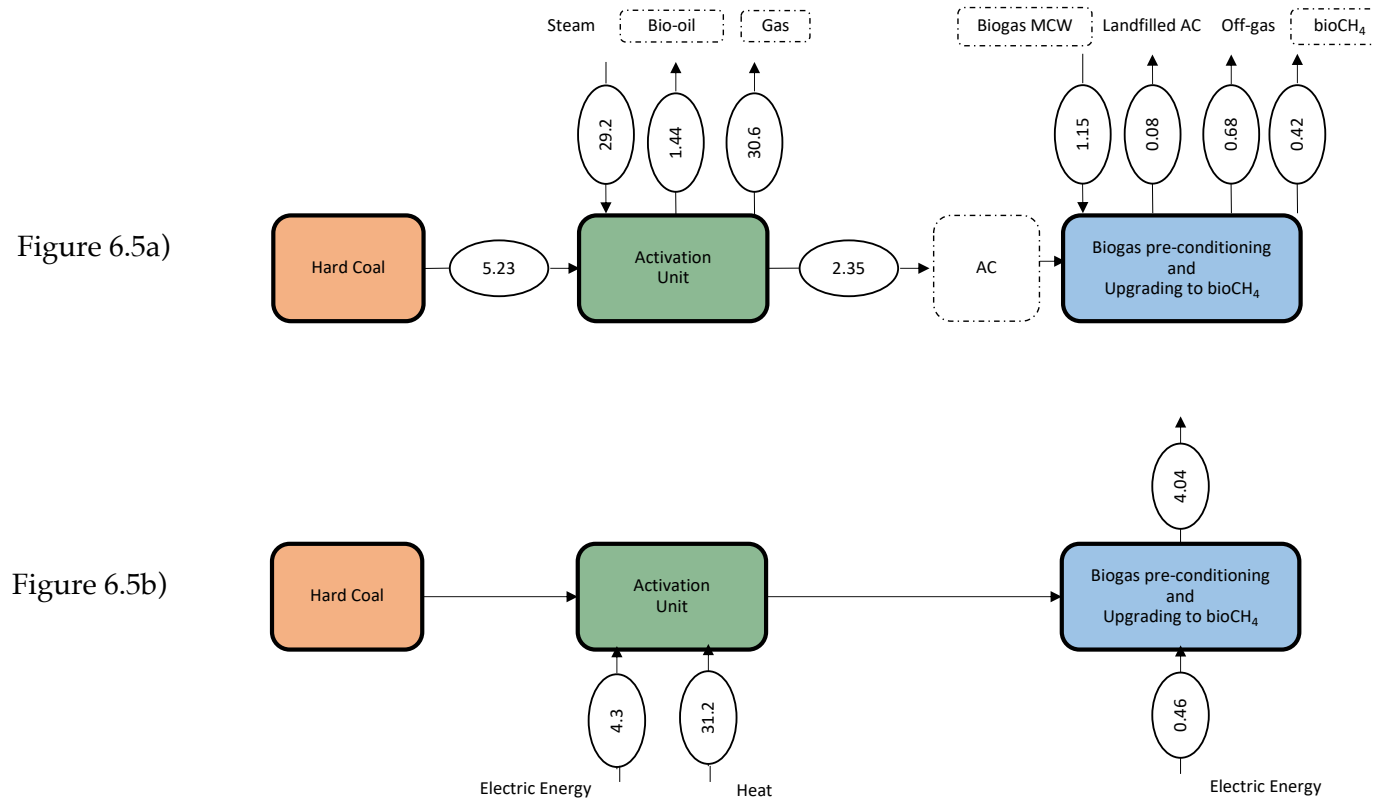 Steam
Bio-oil
Gas
Biogas MCW
Landfilled AC
Off-gas
bioCH₄
29.2
1.44
30.6
1.15
0.08
0.68
0.42
Figure 6.5a)
Hard Coal
5.23
Activation
Unit
2.35
AC
Biogas pre-conditioning
and
Upgrading to bioCH₄
4.04
Figure 6.5b)
Hard Coal
Activation
Unit
Biogas pre-conditioning
and
Upgrading to bioCH₄
4.3
31.2
0.46
Electric Energy
Heat
Electric Energy